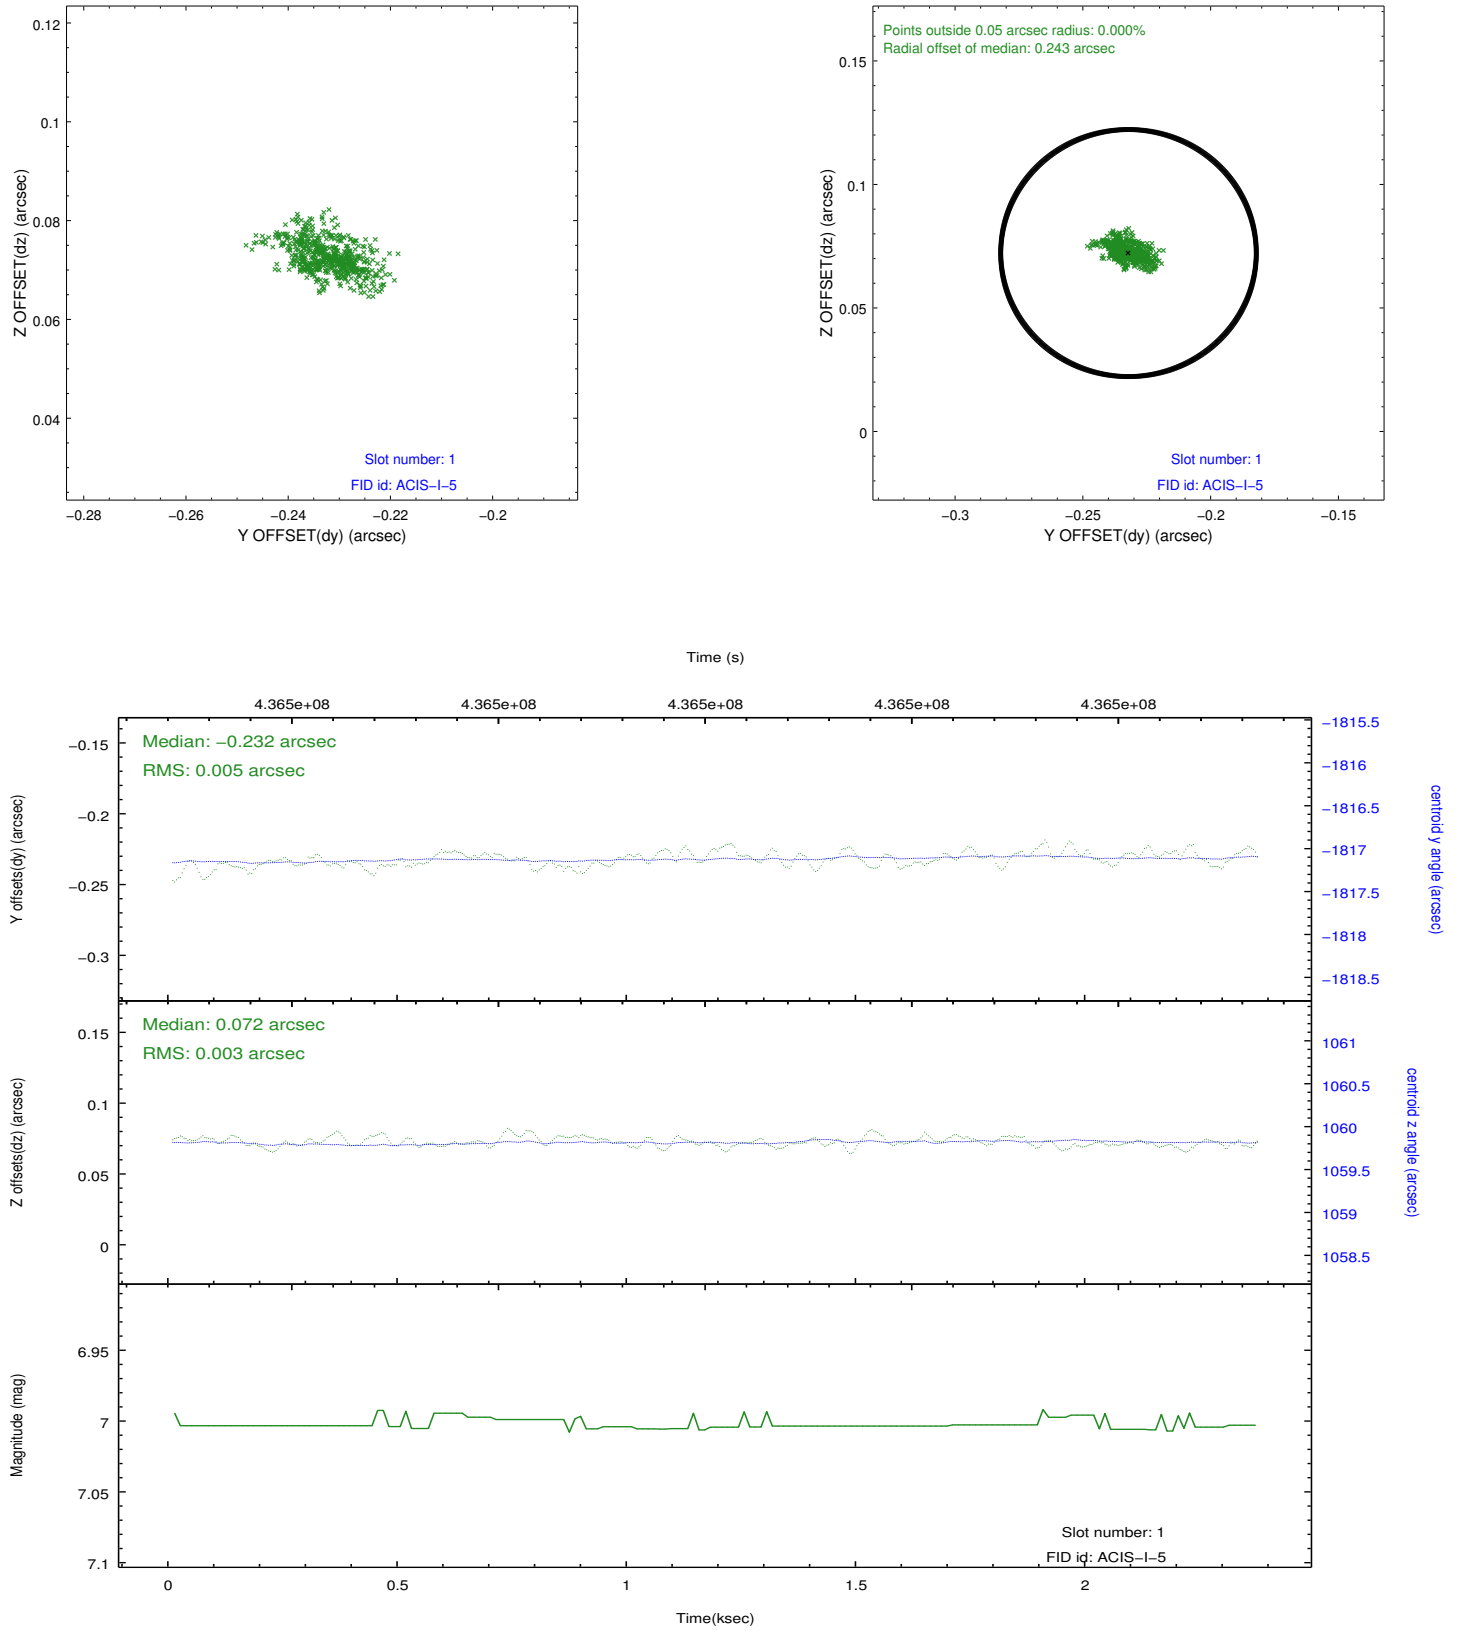 0.12
0.1
0.08
0.06
0.04
Z OFFSET(dz) (arcsec)
Slot number: 1
FID id: ACIS−I−5
−0.28 −0.26 −0.24 −0.22 −0.2
Y OFFSET(dy) (arcsec)
Points outside 0.05 arcsec radius: 0.000%
Radial offset of median: 0.243 arcsec
0.15
0.1
0.05
0
Z OFFSET(dz) (arcsec)
Slot number: 1
FID id: ACIS−I−5
−0.3 −0.25 −0.2 −0.15
Y OFFSET(dy) (arcsec)
Time (s)
4.365e+08 4.365e+08 4.365e+08 4.365e+08 4.365e+08
Median: −0.232 arcsec
RMS: 0.005 arcsec
−0.15
−0.2
−0.25
−0.3
Y offsets(dy) (arcsec)
−1815.5
−1816
−1816.5
−1817
−1817.5
−1818
−1818.5
centroid y angle (arcsec)
Median: 0.072 arcsec
RMS: 0.003 arcsec
0.15
0.1
0.05
0
Z offsets(dz) (arcsec)
1061
1060.5
1060
1059.5
1059
1058.5
centroid z angle (arcsec)
6.95
7
7.05
7.1
Magnitude (mag)
Slot number: 1
FID id: ACIS−I−5
0 0.5 1 1.5 2
Time(ksec)